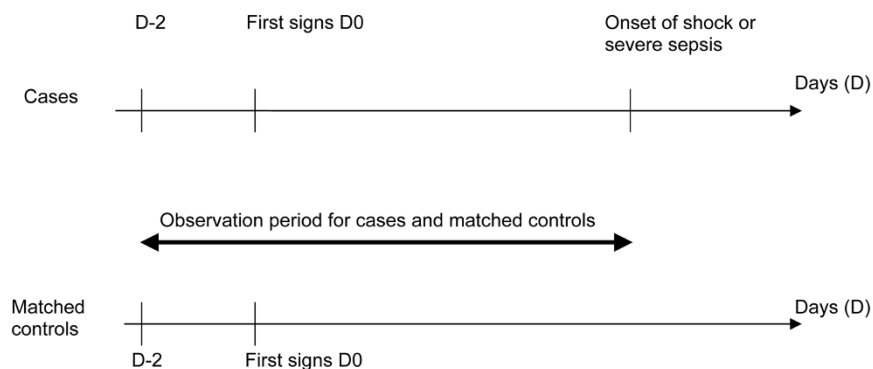 D-2
First signs D0
Onset of shock or
severe sepsis
Cases
Days (D)
Observation period for cases and matched controls
Matched
controls
Days (D)
D-2
First signs D0